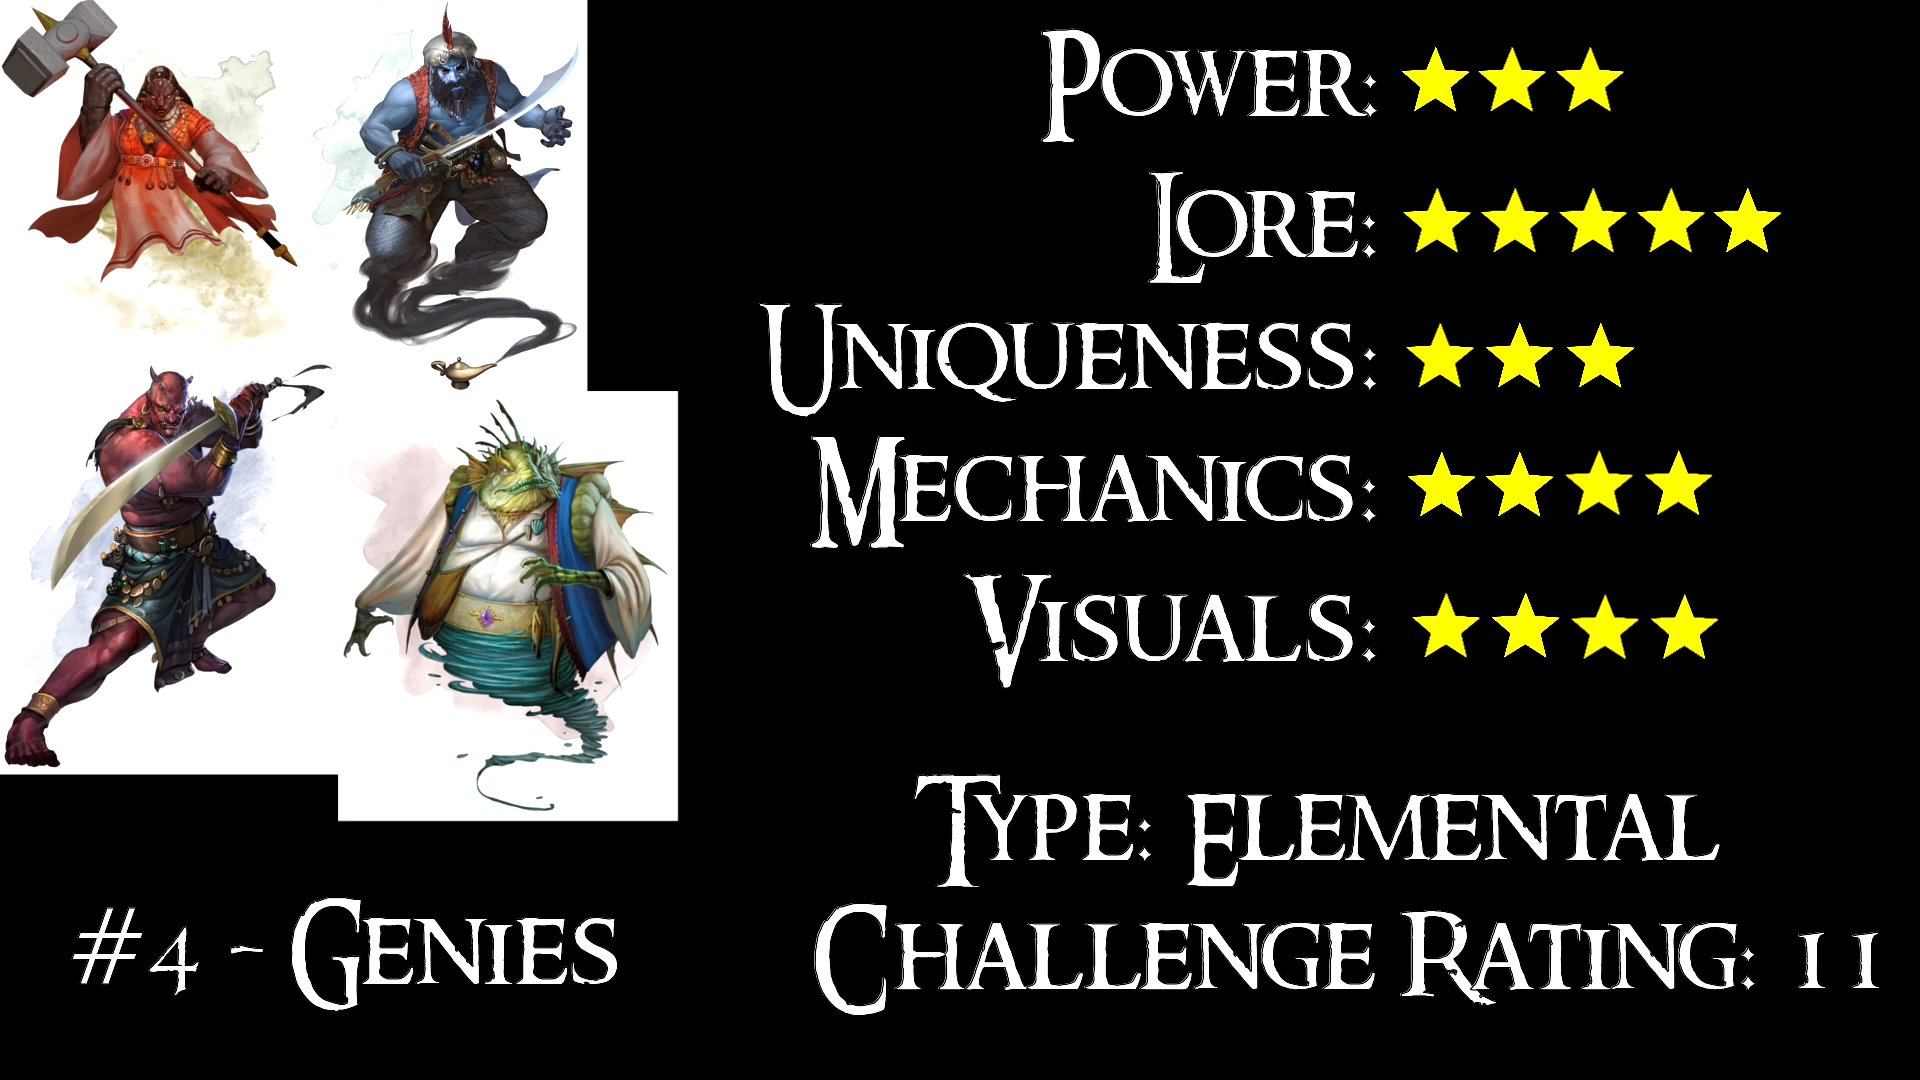 Power:
Lore:
Uniqueness:
Mechanics:
Visuals:
Type: Elemental
#4 - Genies
Challenge Rating: 11